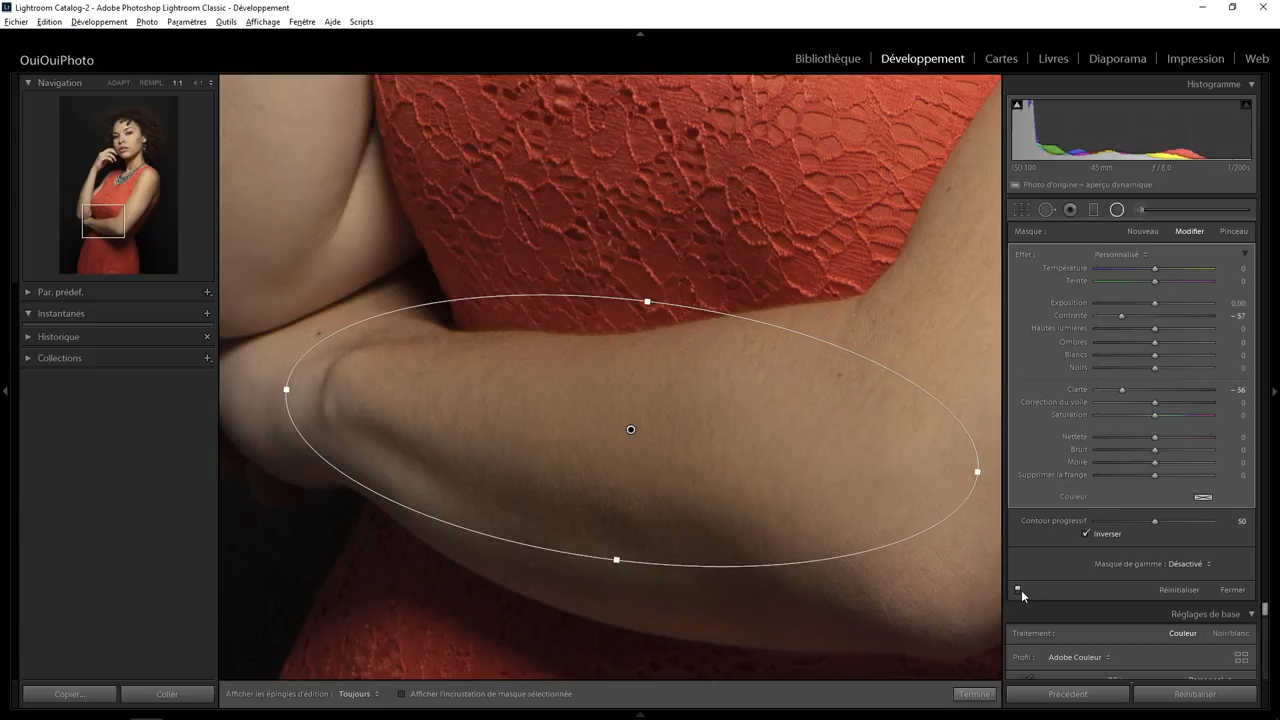 Lightroom Catalog-2 - Adobe Photoshop Lightroom Classic - Développement
Fichier Edition Développement Photo Paramètres Outils Affichage Fenêtre Aide Scripts
OuiOuiPhoto
Bibliothèque Développement Cartes Livres Diaporama Impression Web
Navigation ADAPT REMPL. 1:1 4:1
Par. prédef.
Instantanés
Historique
Collections
Histogramme
ISO 100 45 mm f / 8,0 1/200 s
Photo d'origine + aperçu dynamique
Masque : Nouveau Modifier Pinceau
Effet : Personnalisé
Température 0
Teinte 0
Exposition 0,00
Contraste – 57
Hautes lumières 0
Ombres 0
Blancs 0
Noirs 0
Clarté – 56
Correction du voile 0
Saturation 0
Netteté 0
Bruit 0
Moiré 0
Supprimer la frange 0
Couleur
Contour progressif 50
Inverser
Masque de gamme : Désactivé
Réinitialiser Fermer
Réglages de base
Traitement : Couleur Noir/blanc
Profil : Adobe Couleur
Copier... Coller
Afficher les épingles d'édition : Toujours Afficher l'incrustation de masque sélectionnée Terminé
Précédent Réinitialiser